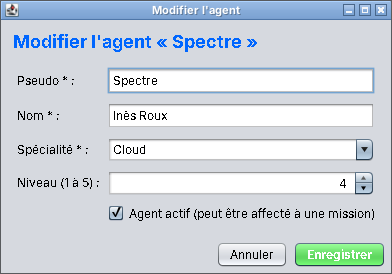 Modifier l'agent
Modifier l'agent « Spectre »
Pseudo * : Spectre
Nom * : Inès Roux
Spécialité * : Cloud
Niveau (1 à 5) : 4
Agent actif (peut être affecté à une mission)
Annuler Enregistrer